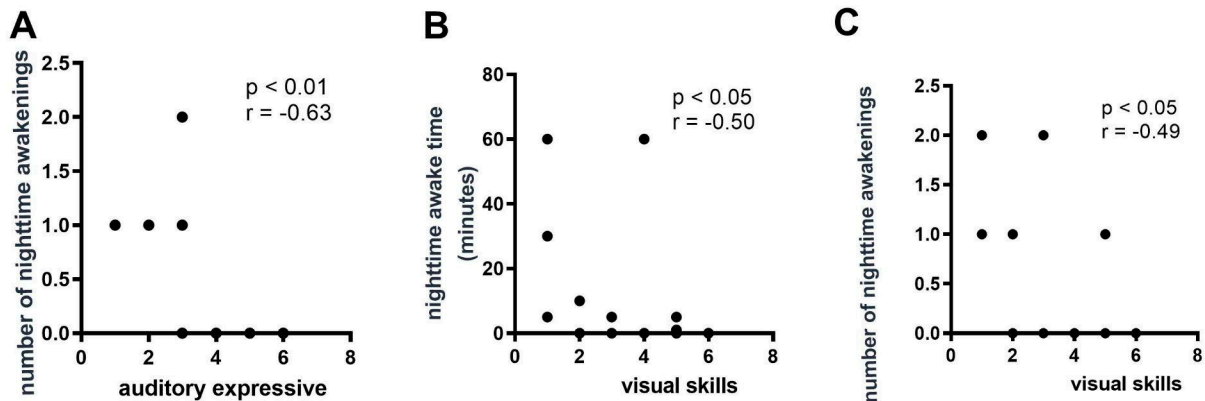 A
number of nighttime awakenings
2.5
2.0
1.5
1.0
0.5
0.0
0 2 4 6 8
auditory expressive
p < 0.01
r = -0.63
B
nighttime awake time
(minutes)
80
60
40
20
0
0 2 4 6 8
visual skills
p < 0.05
r = -0.50
C
number of nighttime awakenings
2.5
2.0
1.5
1.0
0.5
0.0
0 2 4 6 8
visual skills
p < 0.05
r = -0.49